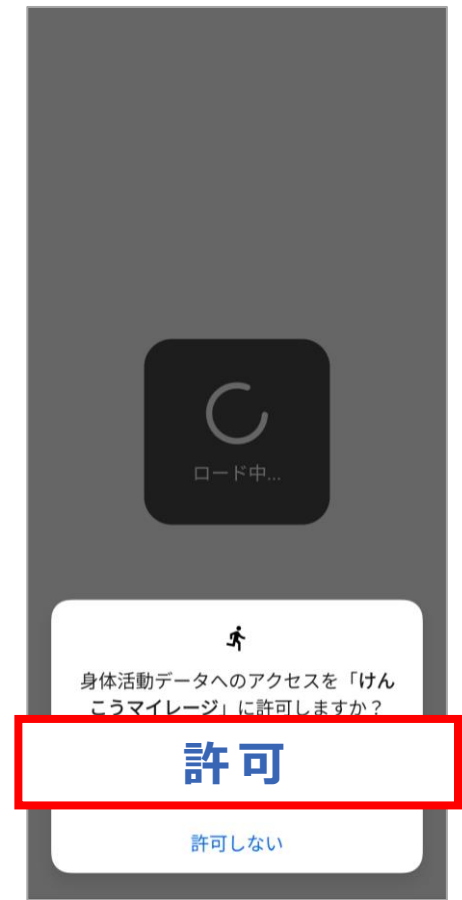 ロード中...
身体活動データへのアクセスを「けん
こうマイレージ」に許可しますか？
許可
許可しない